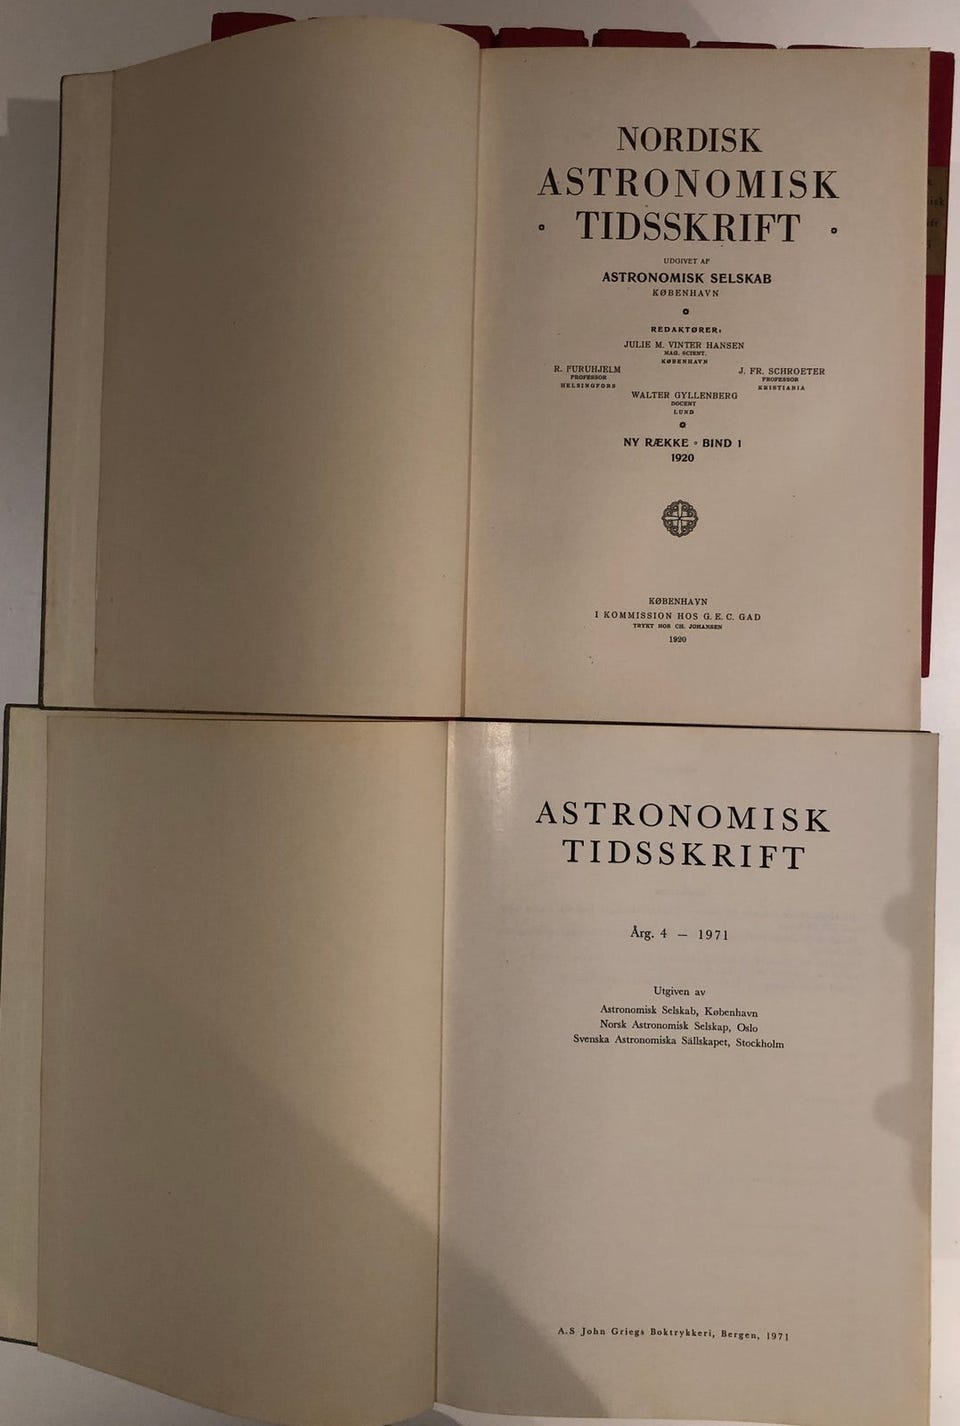 NORDISK
ASTRONOMISK
TIDSSKRIFT
UDGIVET AF
ASTRONOMISK SELSKAB
KØBENHAVN
REDAKTØRER:
JULIE M. VINTER HANSEN
MAG. SCIENT.
KØBENHAVN
R. FURUHJELM
PROFESSOR
HELSINGFORS
J. FR. SCHROETER
PROFESSOR
KRISTIANIA
WALTER GYLLENBERG
DOCENT
LUND
NY RÆKKE ∘ BIND 1
1920
KØBENHAVN
I KOMMISSION HOS G. E. C. GAD
TRYKT HOS CH. JOHANSEN
1920
ASTRONOMISK
TIDSSKRIFT
Årg. 4 — 1971
Utgiven av
Astronomisk Selskab, København
Norsk Astronomisk Selskap, Oslo
Svenska Astronomiska Sällskapet, Stockholm
A.S John Griegs Boktrykkeri, Bergen, 1971